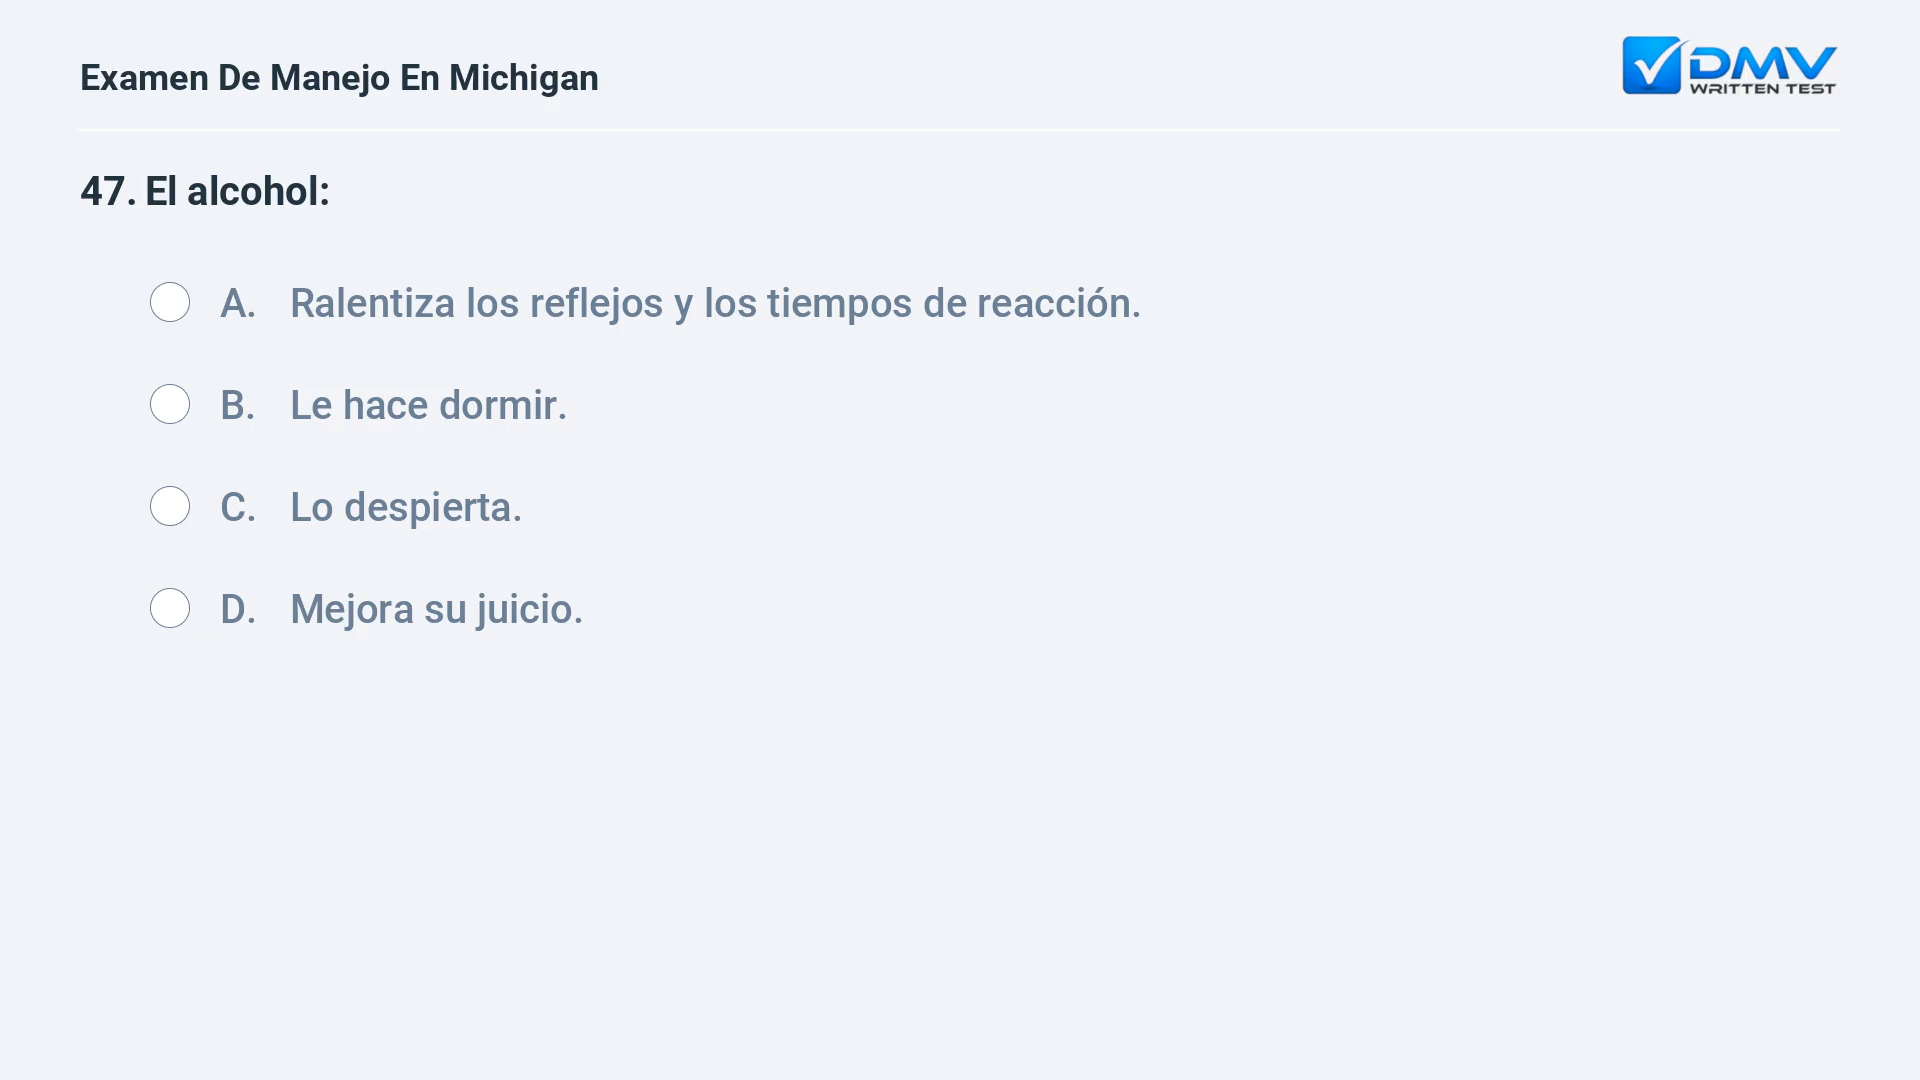 Examen De Manejo En Michigan
DMV
WRITTEN TEST
47. El alcohol:
A. Ralentiza los reflejos y los tiempos de reacción.
B. Le hace dormir.
C. Lo despierta.
D. Mejora su juicio.